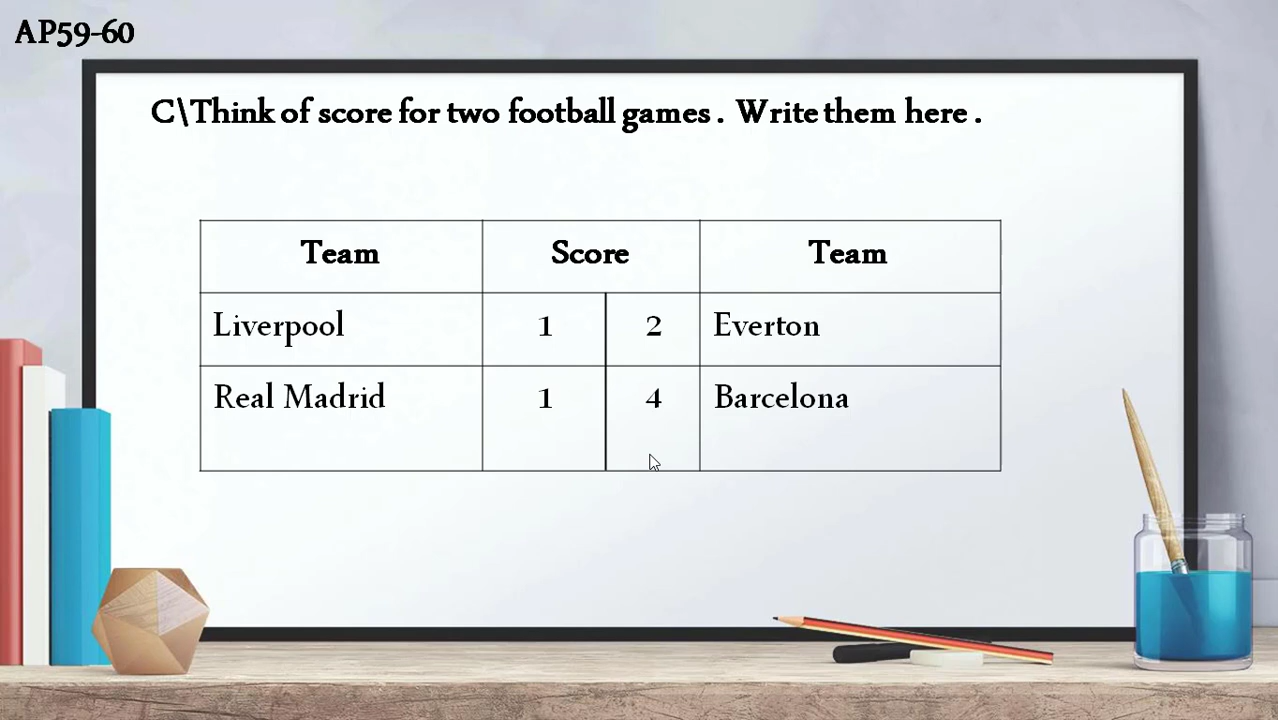 AP59-60
C\Think of score for two football games . Write them here .
Team Score Team
Liverpool 1 2 Everton
Real Madrid 1 4 Barcelona